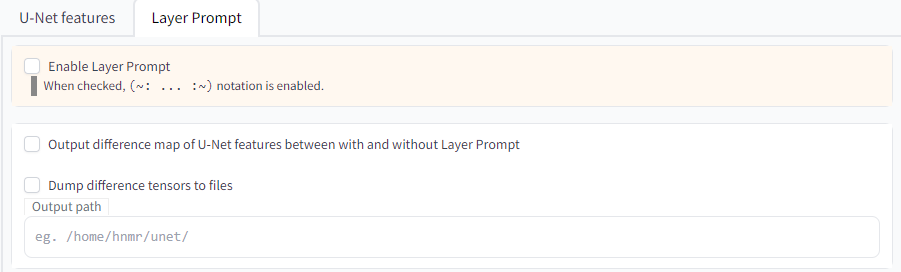 U-Net features Layer Prompt
Enable Layer Prompt
When checked, (~: ... :~) notation is enabled.
Output difference map of U-Net features between with and without Layer Prompt
Dump difference tensors to files
Output path
eg. /home/hnmr/unet/